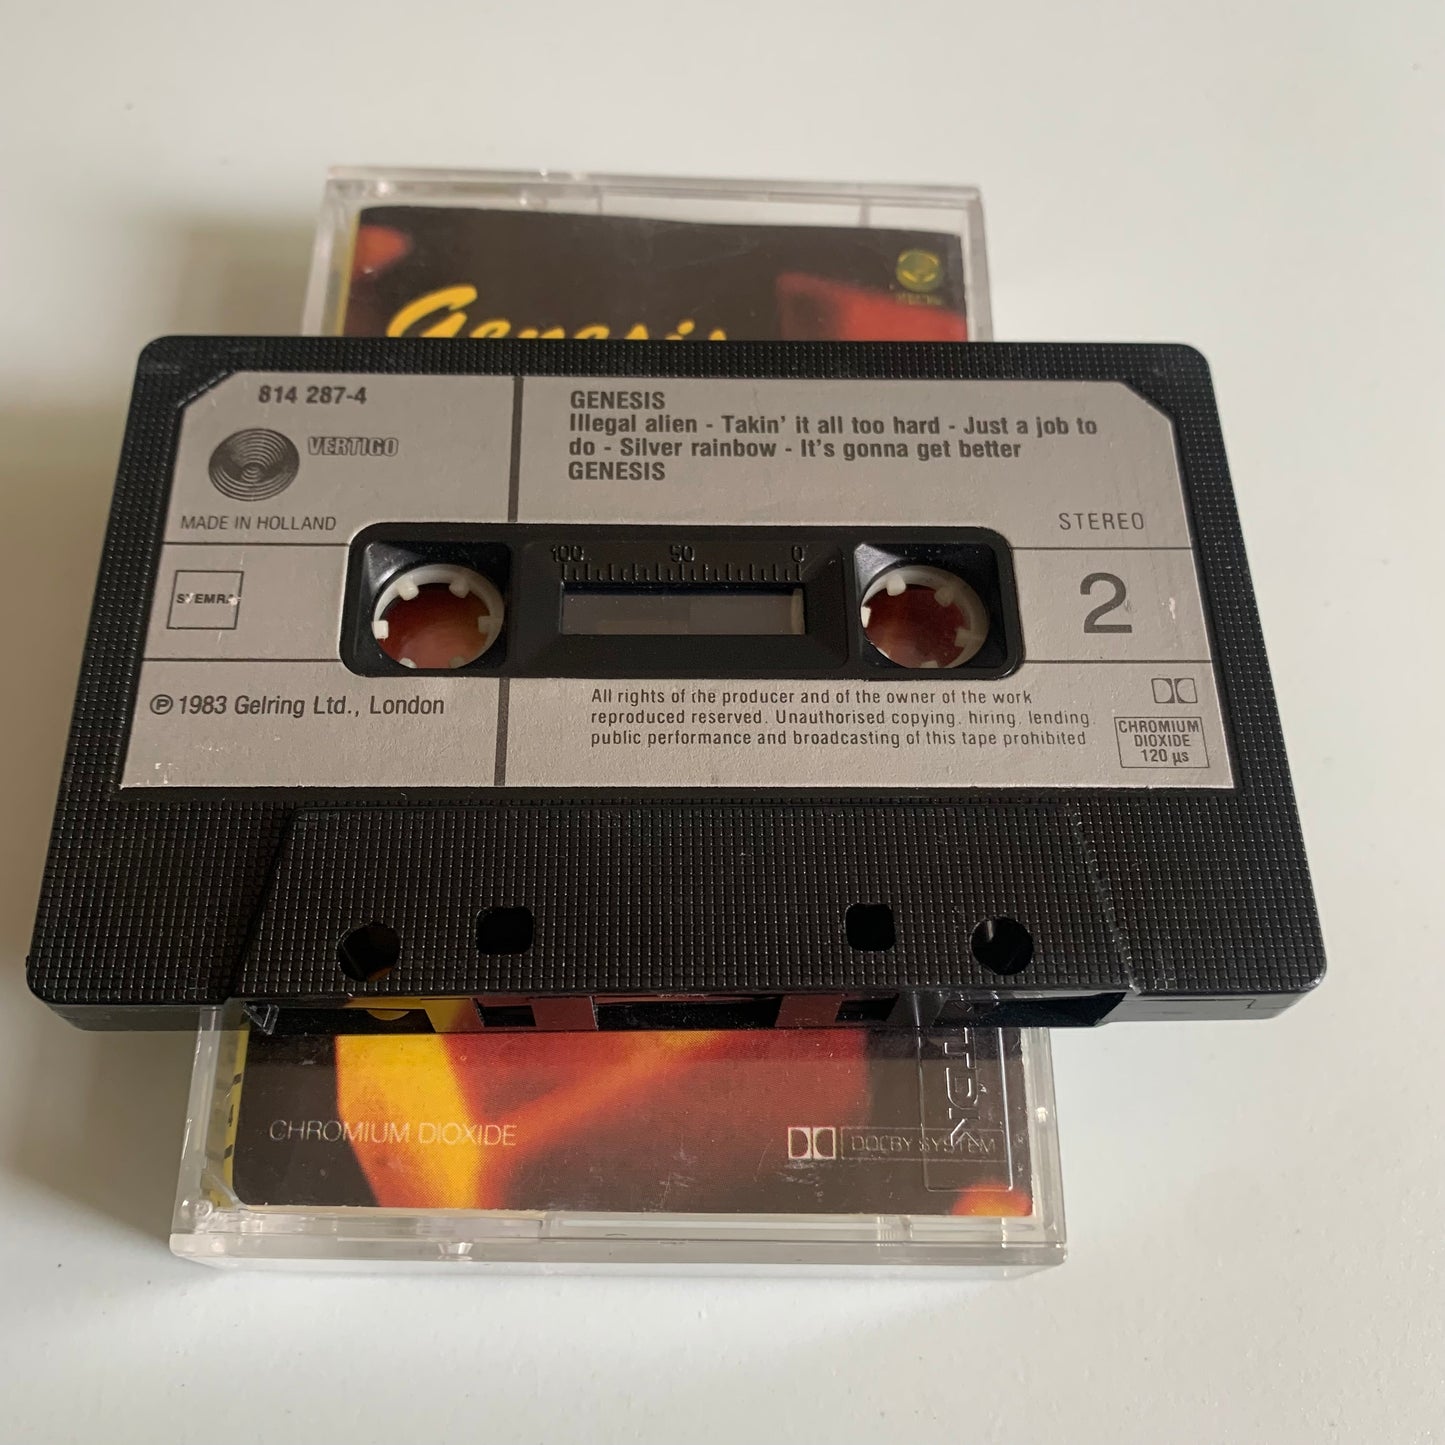 Genesis
814 287-4
VERTIGO
MADE IN HOLLAND
GENESIS
Illegal alien - Takin' it all too hard - Just a job to
do - Silver rainbow - It's gonna get better
GENESIS
STEREO
100 50 0
STEMRA
2
℗ 1983 Gelring Ltd., London
All rights of the producer and of the owner of the work
reproduced reserved. Unauthorised copying, hiring, lending,
public performance and broadcasting of this tape prohibited
CHROMIUM
DIOXIDE
120 µs
CHROMIUM DIOXIDE
DOLBY SYSTEM
TDK